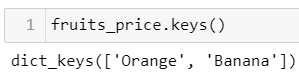 1 fruits_price.keys()
dict_keys(['Orange', 'Banana'])